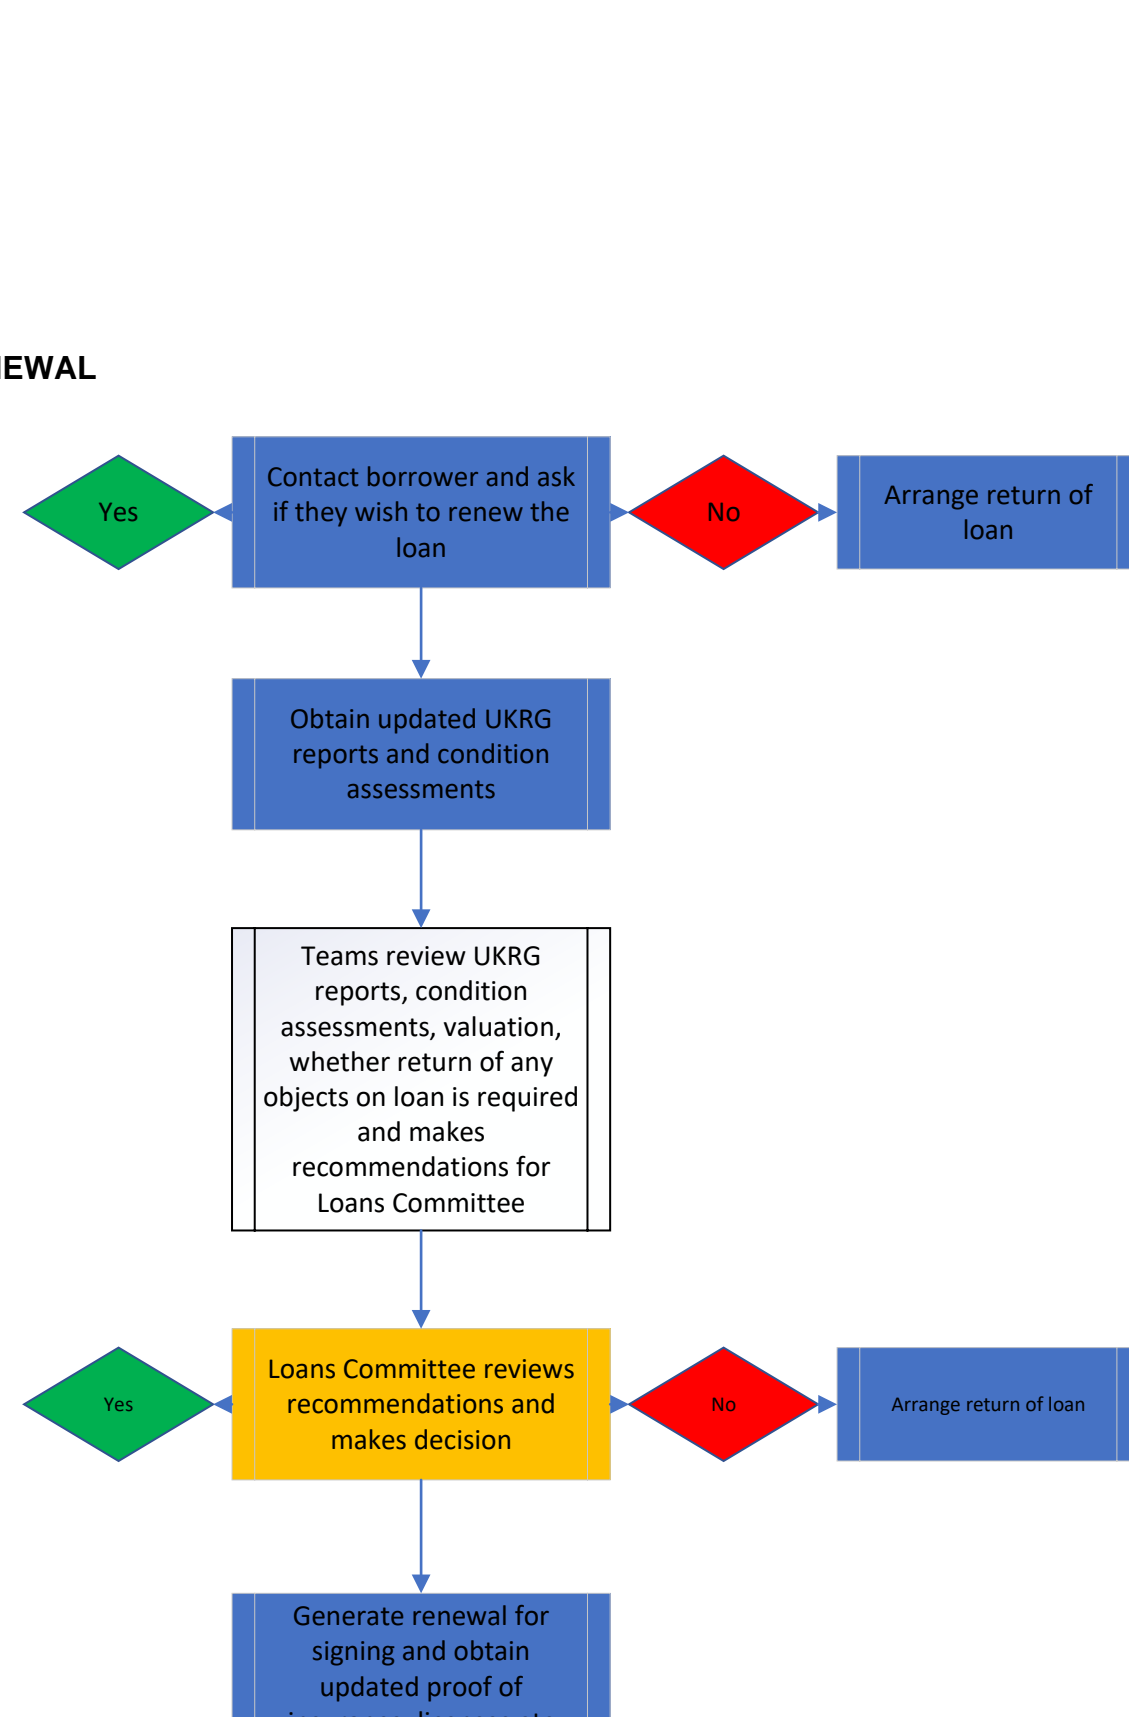 NEWAL
Yes
Contact borrower and ask
if they wish to renew the
loan
No
Arrange return of
loan
Obtain updated UKRG
reports and condition
assessments
Teams review UKRG
reports, condition
assessments, valuation,
whether return of any
objects on loan is required
and makes
recommendations for
Loans Committee
Yes
Loans Committee reviews
recommendations and
makes decision
No
Arrange return of loan
Generate renewal for
signing and obtain
updated proof of